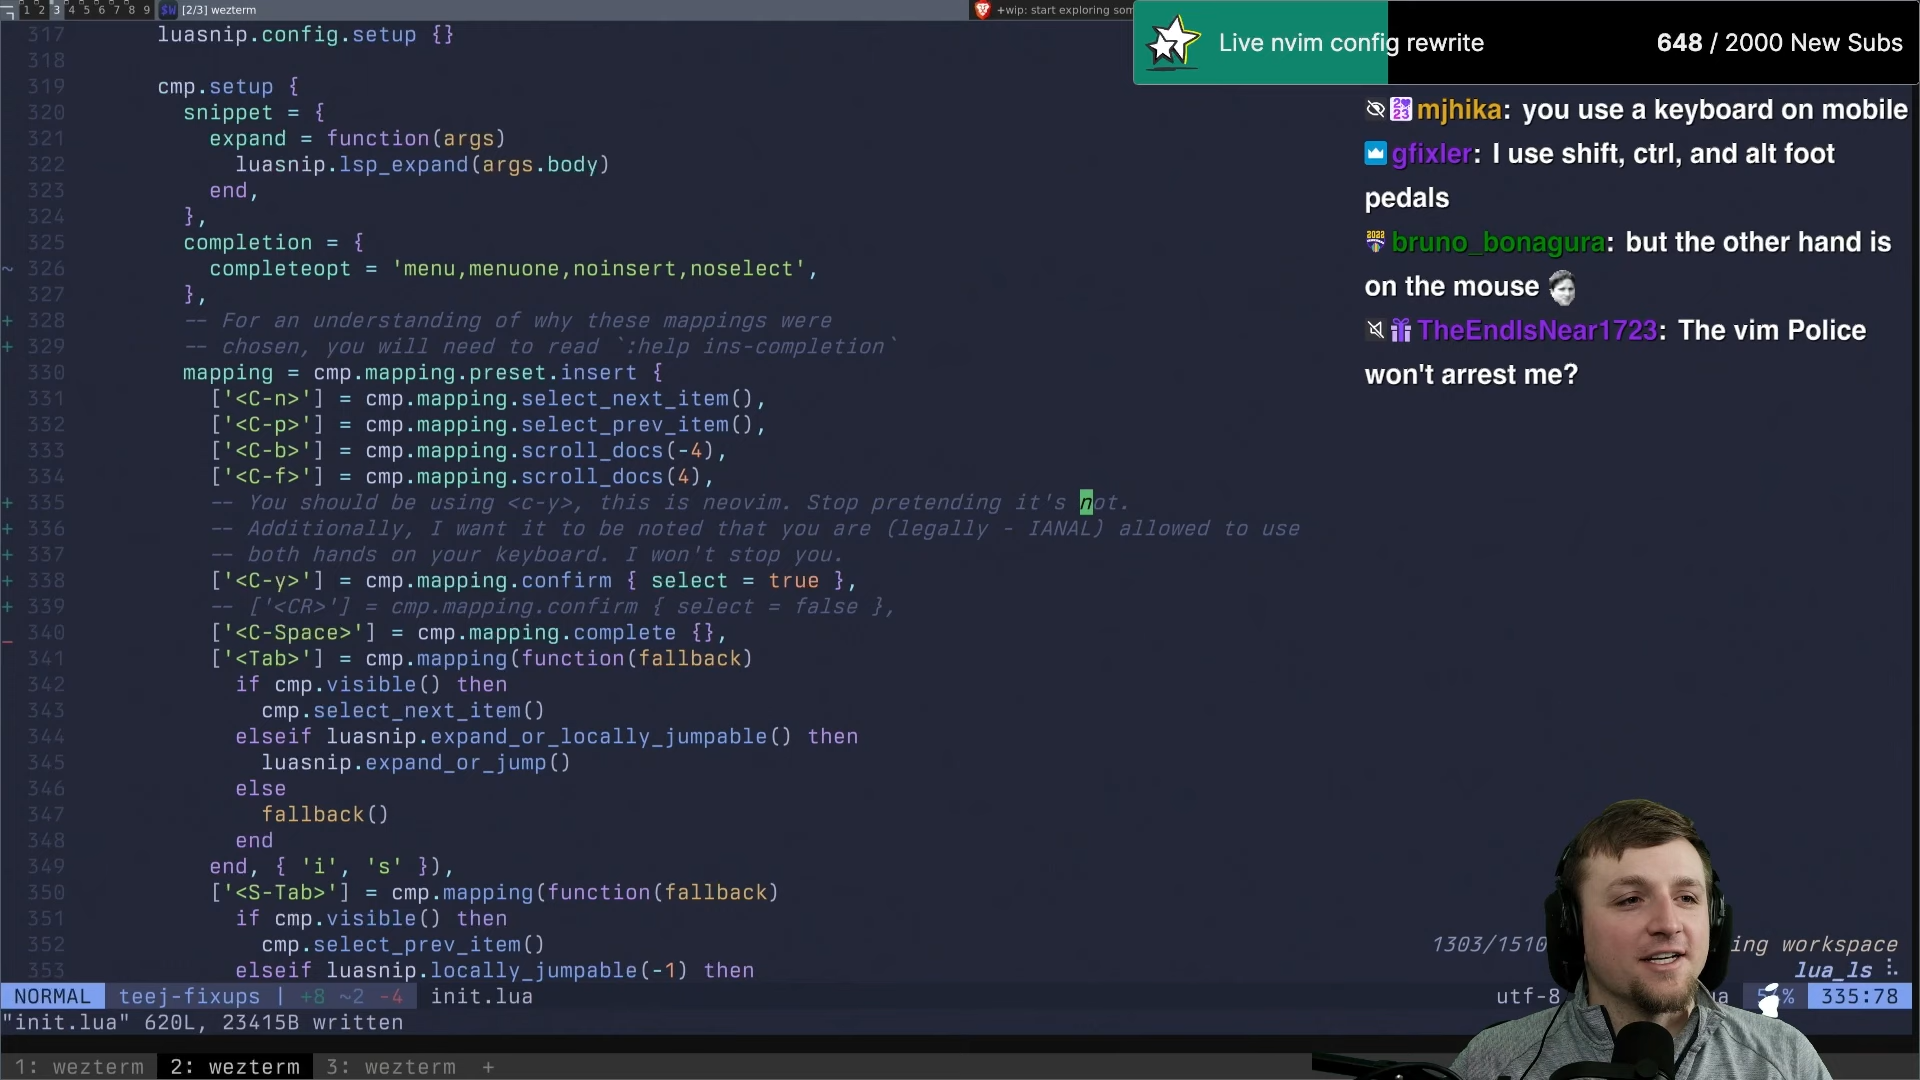 1 2 3 4 5 6 7 8 9 $W [2/3] wezterm
+wip: start exploring som
Live nvim config rewrite 648 / 2000 New Subs
mjhika: you use a keyboard on mobile
gfixler: I use shift, ctrl, and alt foot
pedals
bruno_bonagura: but the other hand is
on the mouse
TheEndIsNear1723: The vim Police
won't arrest me?
317 luasnip.config.setup {}
318
319 cmp.setup {
320 snippet = {
321 expand = function(args)
322 luasnip.lsp_expand(args.body)
323 end,
324 },
325 completion = {
~ 326 completeopt = 'menu,menuone,noinsert,noselect',
327 },
+ 328 -- For an understanding of why these mappings were
+ 329 -- chosen, you will need to read `:help ins-completion`
330 mapping = cmp.mapping.preset.insert {
331 ['<C-n>'] = cmp.mapping.select_next_item(),
332 ['<C-p>'] = cmp.mapping.select_prev_item(),
333 ['<C-b>'] = cmp.mapping.scroll_docs(-4),
334 ['<C-f>'] = cmp.mapping.scroll_docs(4),
+ 335 -- You should be using <c-y>, this is neovim. Stop pretending it's not.
+ 336 -- Additionally, I want it to be noted that you are (legally - IANAL) allowed to use
+ 337 -- both hands on your keyboard. I won't stop you.
+ 338 ['<C-y>'] = cmp.mapping.confirm { select = true },
+ 339 -- ['<CR>'] = cmp.mapping.confirm { select = false },
_ 340 ['<C-Space>'] = cmp.mapping.complete {},
341 ['<Tab>'] = cmp.mapping(function(fallback)
342 if cmp.visible() then
343 cmp.select_next_item()
344 elseif luasnip.expand_or_locally_jumpable() then
345 luasnip.expand_or_jump()
346 else
347 fallback()
348 end
349 end, { 'i', 's' }),
350 ['<S-Tab>'] = cmp.mapping(function(fallback)
351 if cmp.visible() then
352 cmp.select_prev_item()
353 elseif luasnip.locally_jumpable(-1) then
1303/1510 ing workspace
lua_ls
NORMAL teej-fixups | +8 ~2 -4 init.lua utf-8 ua % 335:78
"init.lua" 620L, 23415B written
1: wezterm 2: wezterm 3: wezterm +